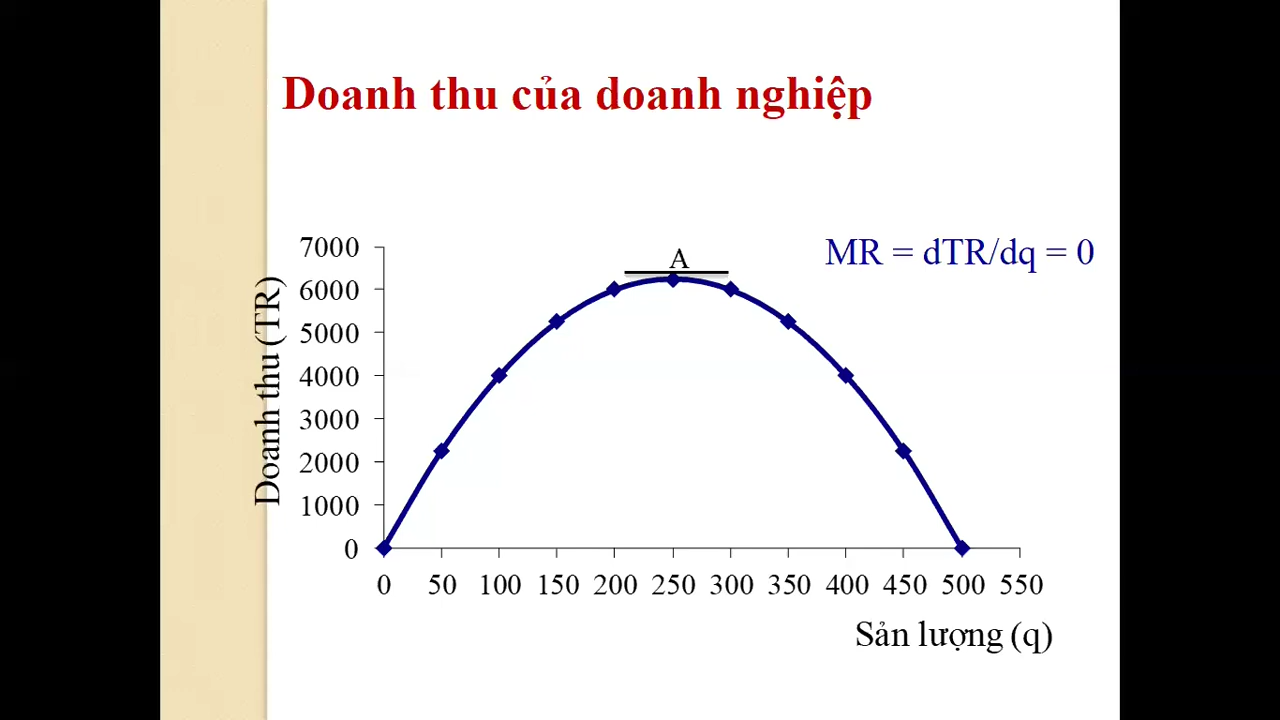 Doanh thu của doanh nghiệp
MR = dTR/dq = 0
A
Doanh thu (TR)
7000
6000
5000
4000
3000
2000
1000
0
0 50 100 150 200 250 300 350 400 450 500 550
Sản lượng (q)